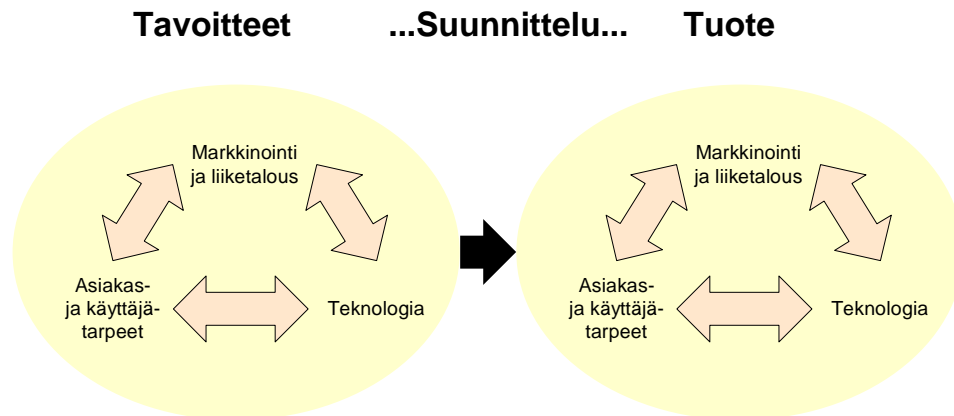 Tavoitteet ...Suunnittelu... Tuote
Markkinointi
ja liiketalous
Asiakas-
ja käyttäjä-
tarpeet
Teknologia
Markkinointi
ja liiketalous
Asiakas-
ja käyttäjä-
tarpeet
Teknologia